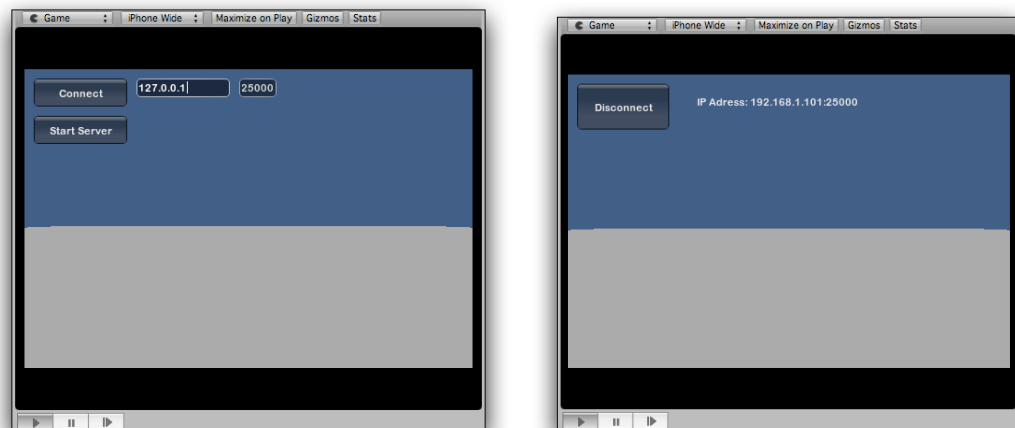 Game iPhone Wide Maximize on Play Gizmos Stats
Connect 127.0.0.1 25000
Start Server
Game iPhone Wide Maximize on Play Gizmos Stats
Disconnect IP Adress: 192.168.1.101:25000